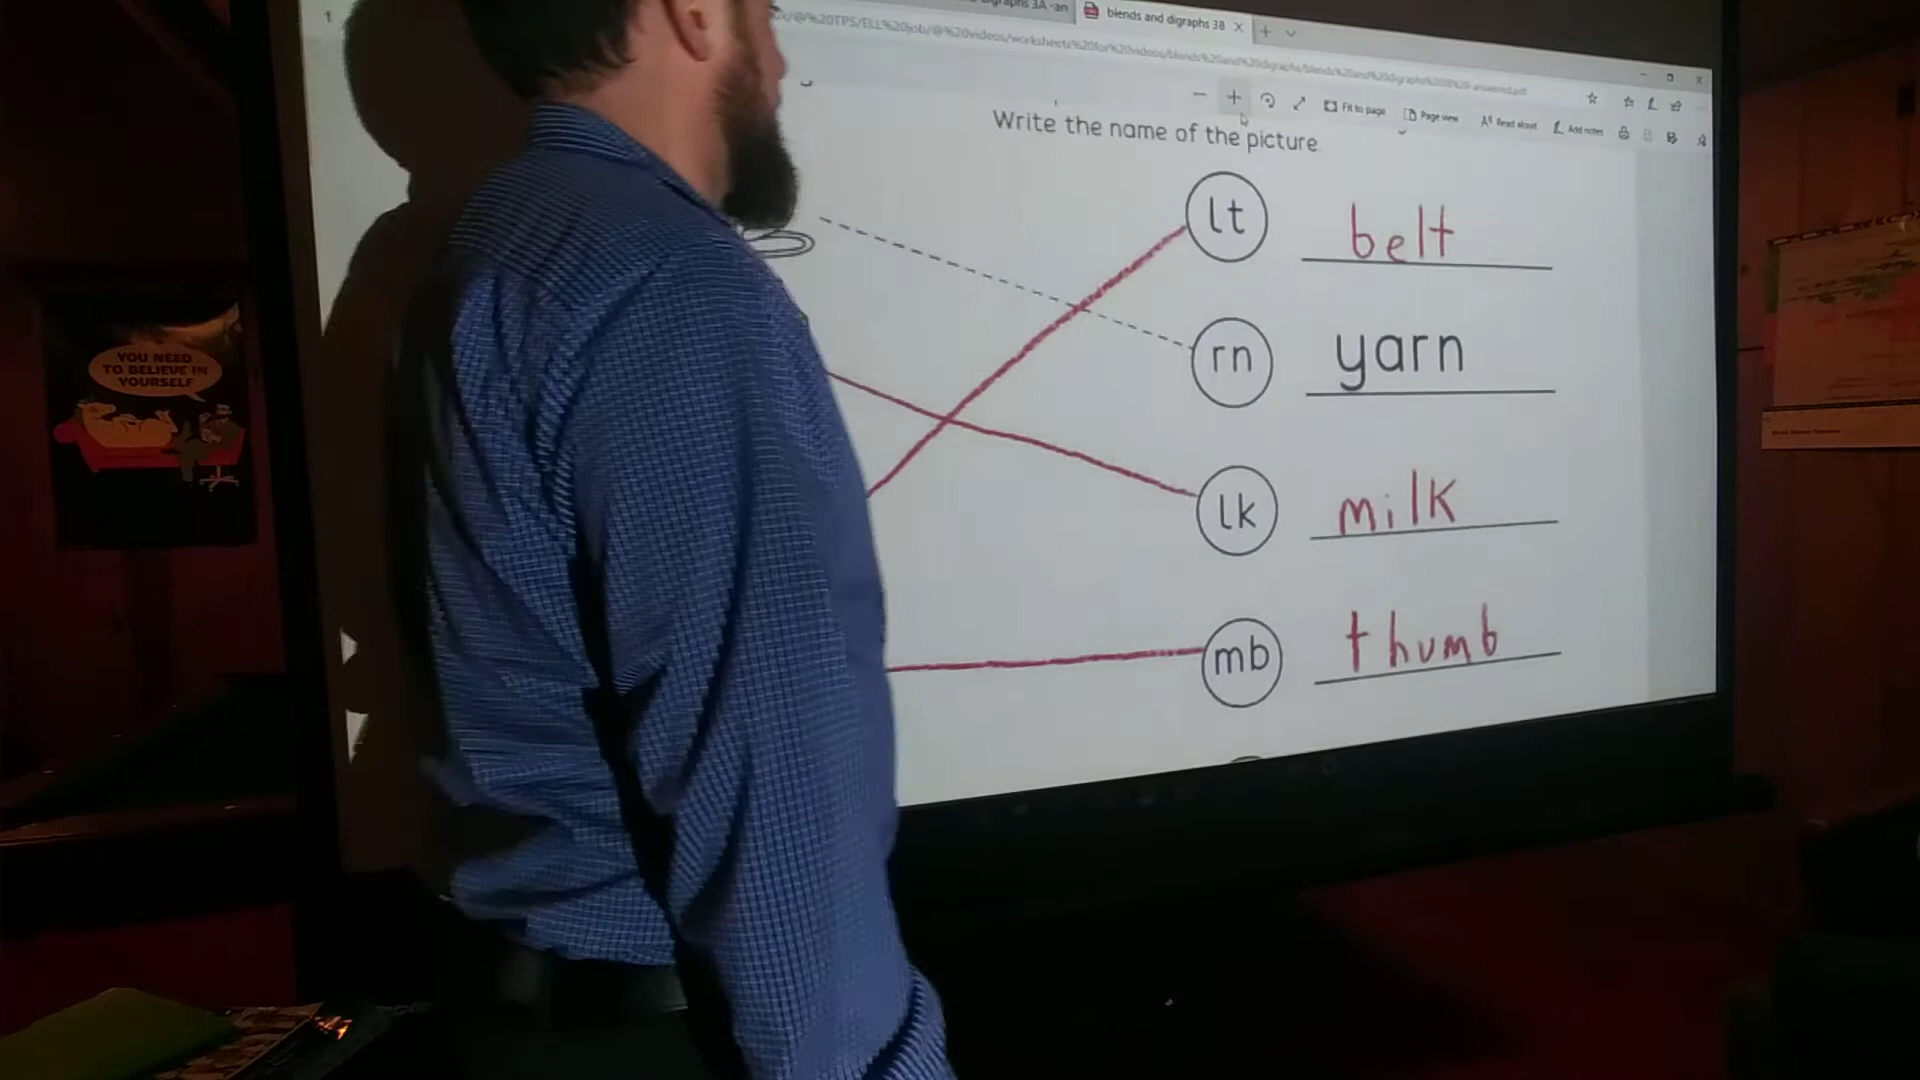 blends and digraphs 3B
Write the name of the picture.
Fit to page
Page view
Read aloud
Add notes
lt belt
rn yarn
lk milk
mb thumb
YOU NEED
TO BELIEVE IN
YOURSELF